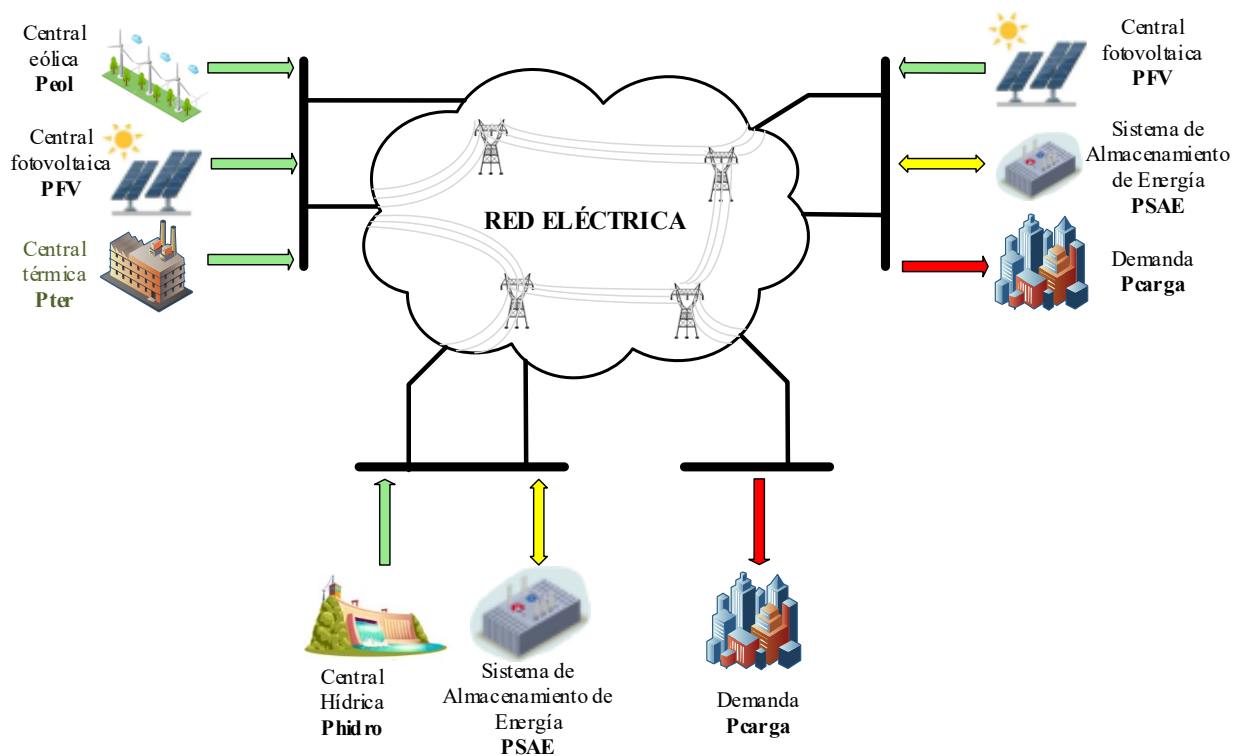 Central
eólica
Peol
Central
fotovoltaica
PFV
Central
térmica
Pter
RED ELÉCTRICA
Central
fotovoltaica
PFV
Sistema de
Almacenamiento
de Energía
PSAE
Demanda
Pcarga
Central
Hídrica
Phidro
Sistema de
Almacenamiento de
Energía
PSAE
Demanda
Pcarga